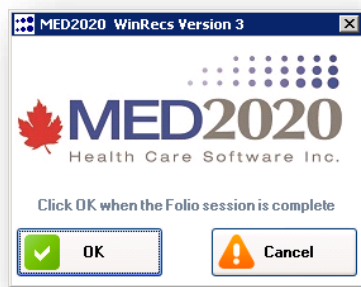 MED2020 WinRecs Version 3
MED2020
Health Care Software Inc.
Click OK when the Folio session is complete
OK
Cancel